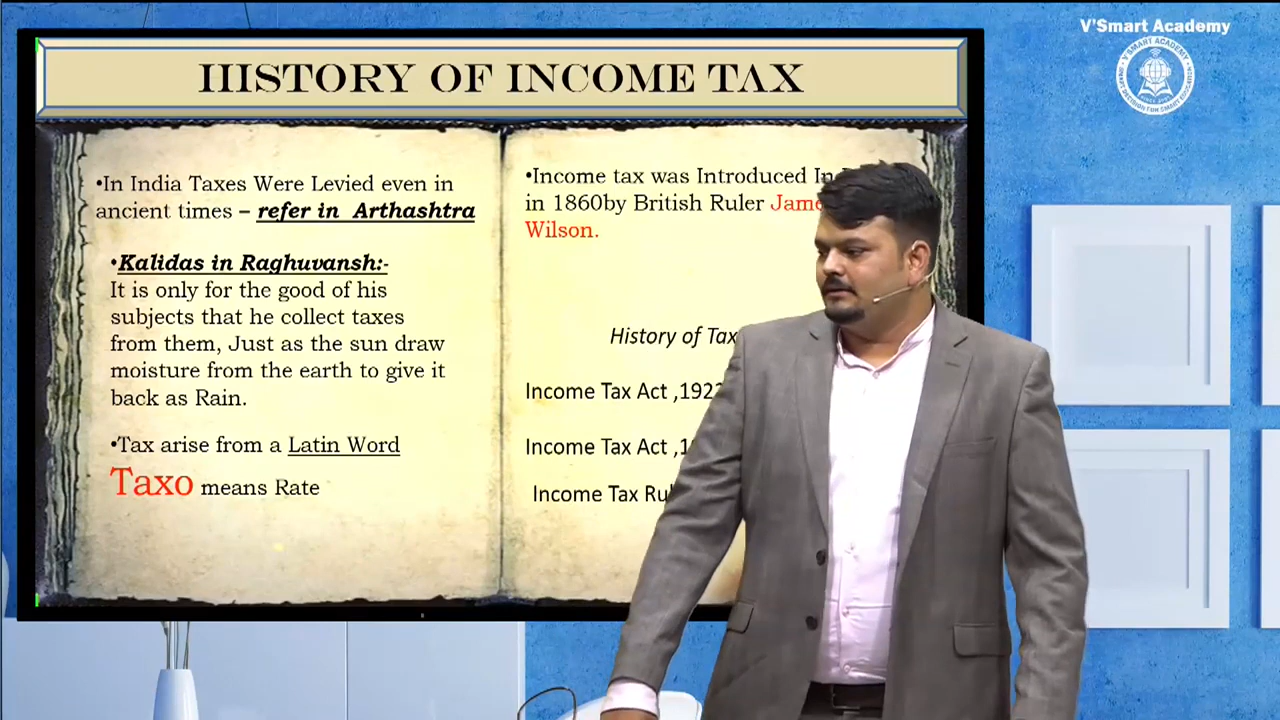 V'Smart Academy
HISTORY OF INCOME TAX
•In India Taxes Were Levied even in
ancient times – refer in Arthashtra
•Kalidas in Raghuvansh:-
It is only for the good of his
subjects that he collect taxes
from them, Just as the sun draw
moisture from the earth to give it
back as Rain.
•Tax arise from a Latin Word
Taxo means Rate
•Income tax was Introduced In
in 1860by British Ruler
Wilson.
History of Tax
Income Tax Act ,1922
Income Tax Act ,1
Income Tax